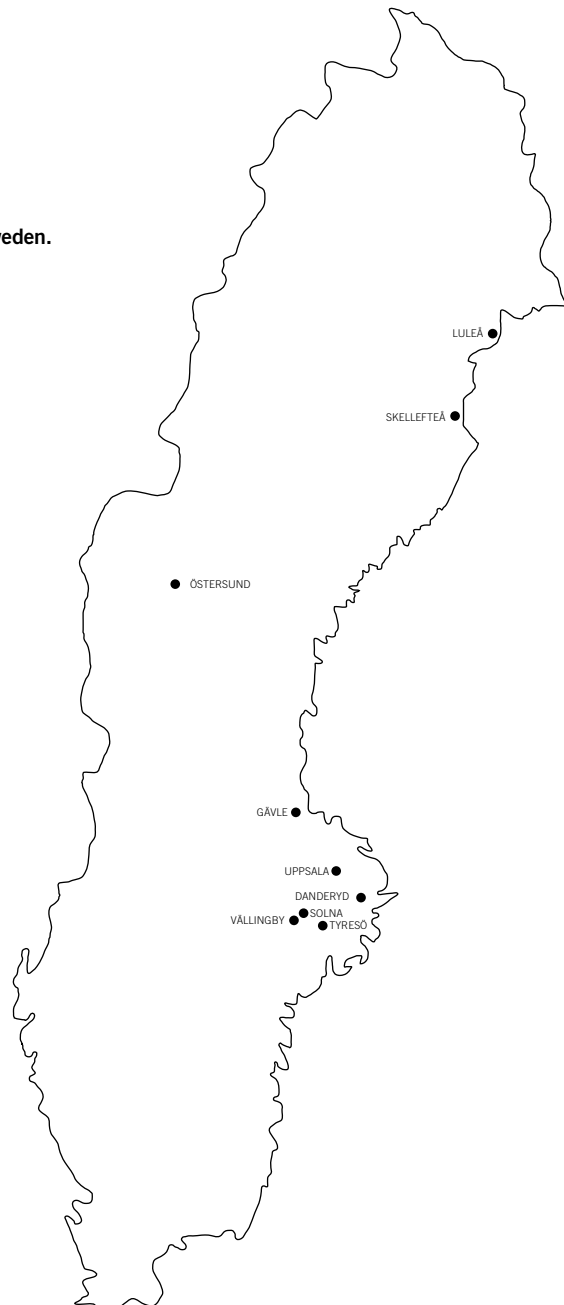 eden.
LULEÅ
SKELLEFTEÅ
ÖSTERSUND
GÄVLE
UPPSALA
DANDERYD
SOLNA
VÄLLINGBY
TYRESÖ